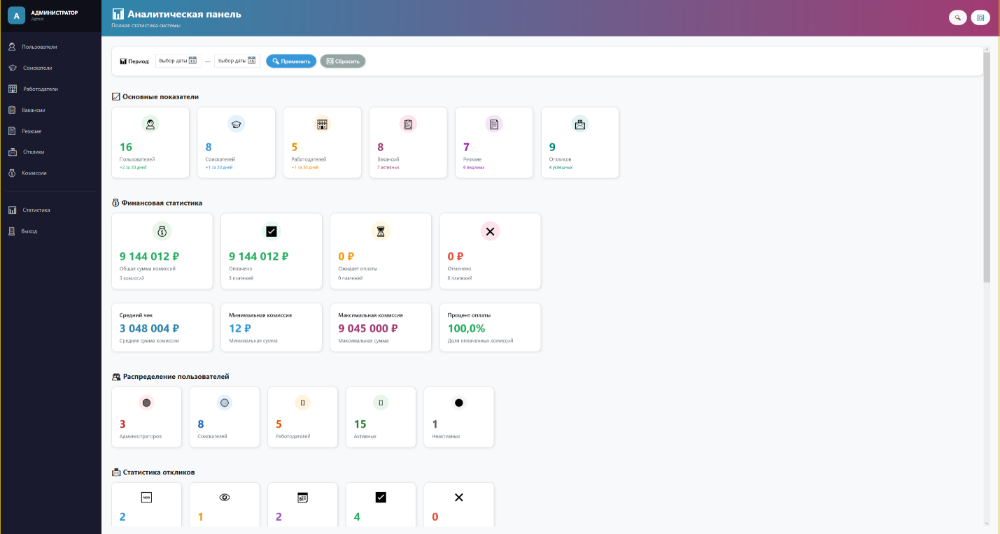 A
АДМИНИСТРАТОР
Admin
Пользователи
Соискатели
Работодатели
Вакансии
Резюме
Отклики
Комиссии
Статистика
Выход
Аналитическая панель
Полная статистика системы
Период: Выбор даты 15 — Выбор даты 15 Применить Сбросить
Основные показатели
16
Пользователей
+2 за 30 дней
8
Соискателей
+1 за 30 дней
5
Работодателей
+1 за 30 дней
8
Вакансий
7 активных
7
Резюме
6 видимых
9
Откликов
4 успешных
Финансовая статистика
9 144 012 ₽
Общая сумма комиссий
3 комиссий
9 144 012 ₽
Оплачено
3 платежей
0 ₽
Ожидает оплаты
0 платежей
0 ₽
Отменено
0 платежей
Средний чек
3 048 004 ₽
Средняя сумма комиссии
Минимальная комиссия
12 ₽
Минимальная сумма
Максимальная комиссия
9 045 000 ₽
Максимальная сумма
Процент оплаты
100,0%
Доля оплаченных комиссий
Распределение пользователей
3
Администраторов
8
Соискателей
5
Работодателей
15
Активных
1
Неактивных
Статистика откликов
NEW
2
1
2
4
0